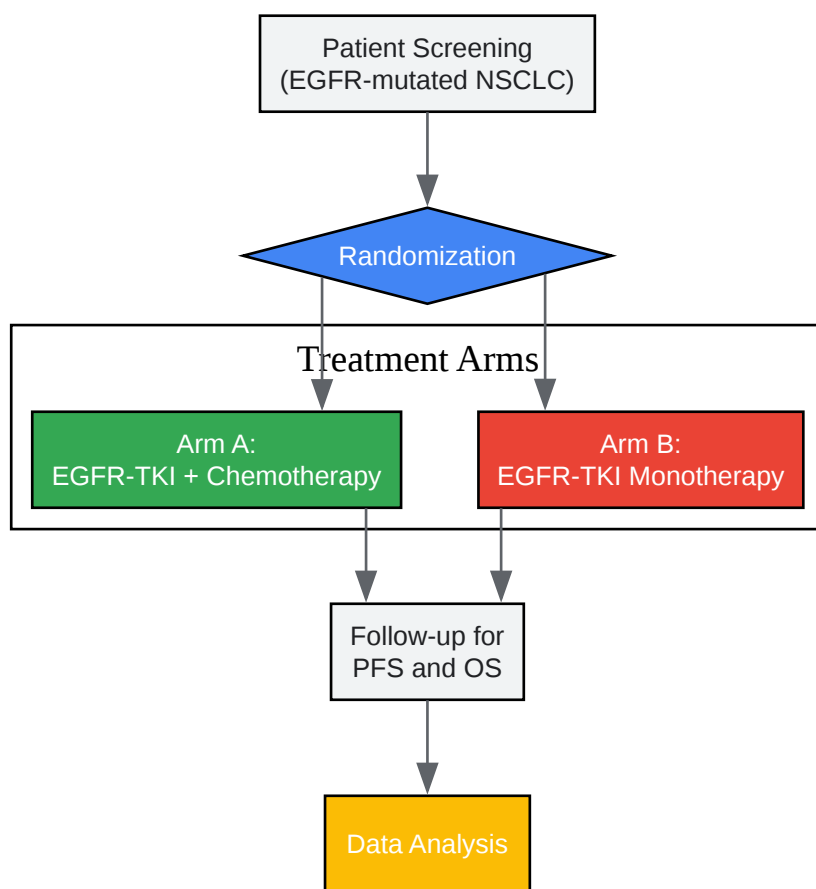 Patient Screening
(EGFR-mutated NSCLC)
Randomization
Treatment Arms
Arm A:
EGFR-TKI + Chemotherapy
Arm B:
EGFR-TKI Monotherapy
Follow-up for
PFS and OS
Data Analysis